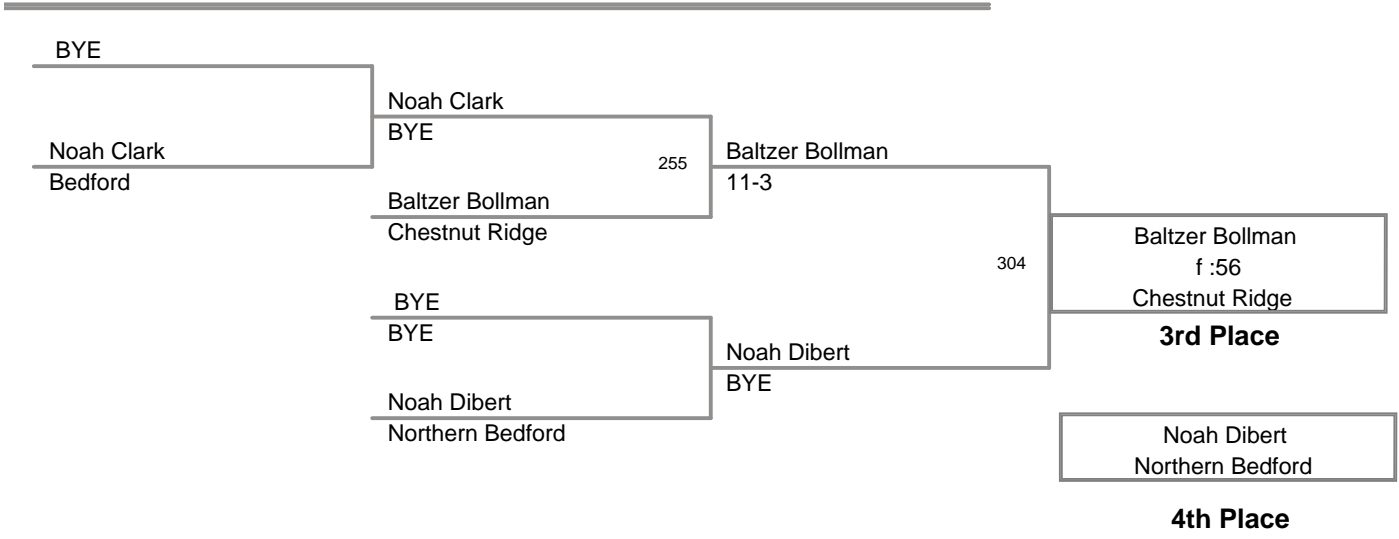 BYE
Noah Clark
BYE
Noah Clark
Bedford
255
Baltzer Bollman
11-3
Baltzer Bollman
Chestnut Ridge
304
Baltzer Bollman
f :56
Chestnut Ridge
3rd Place
BYE
BYE
Noah Dibert
BYE
Noah Dibert
Northern Bedford
Noah Dibert
Northern Bedford
4th Place